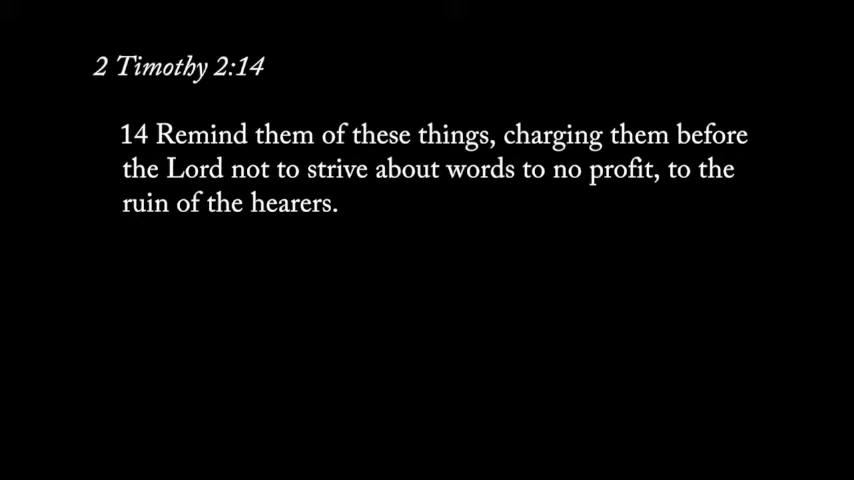 2 Timothy 2:14
14 Remind them of these things, charging them before
the Lord not to strive about words to no profit, to the
ruin of the hearers.